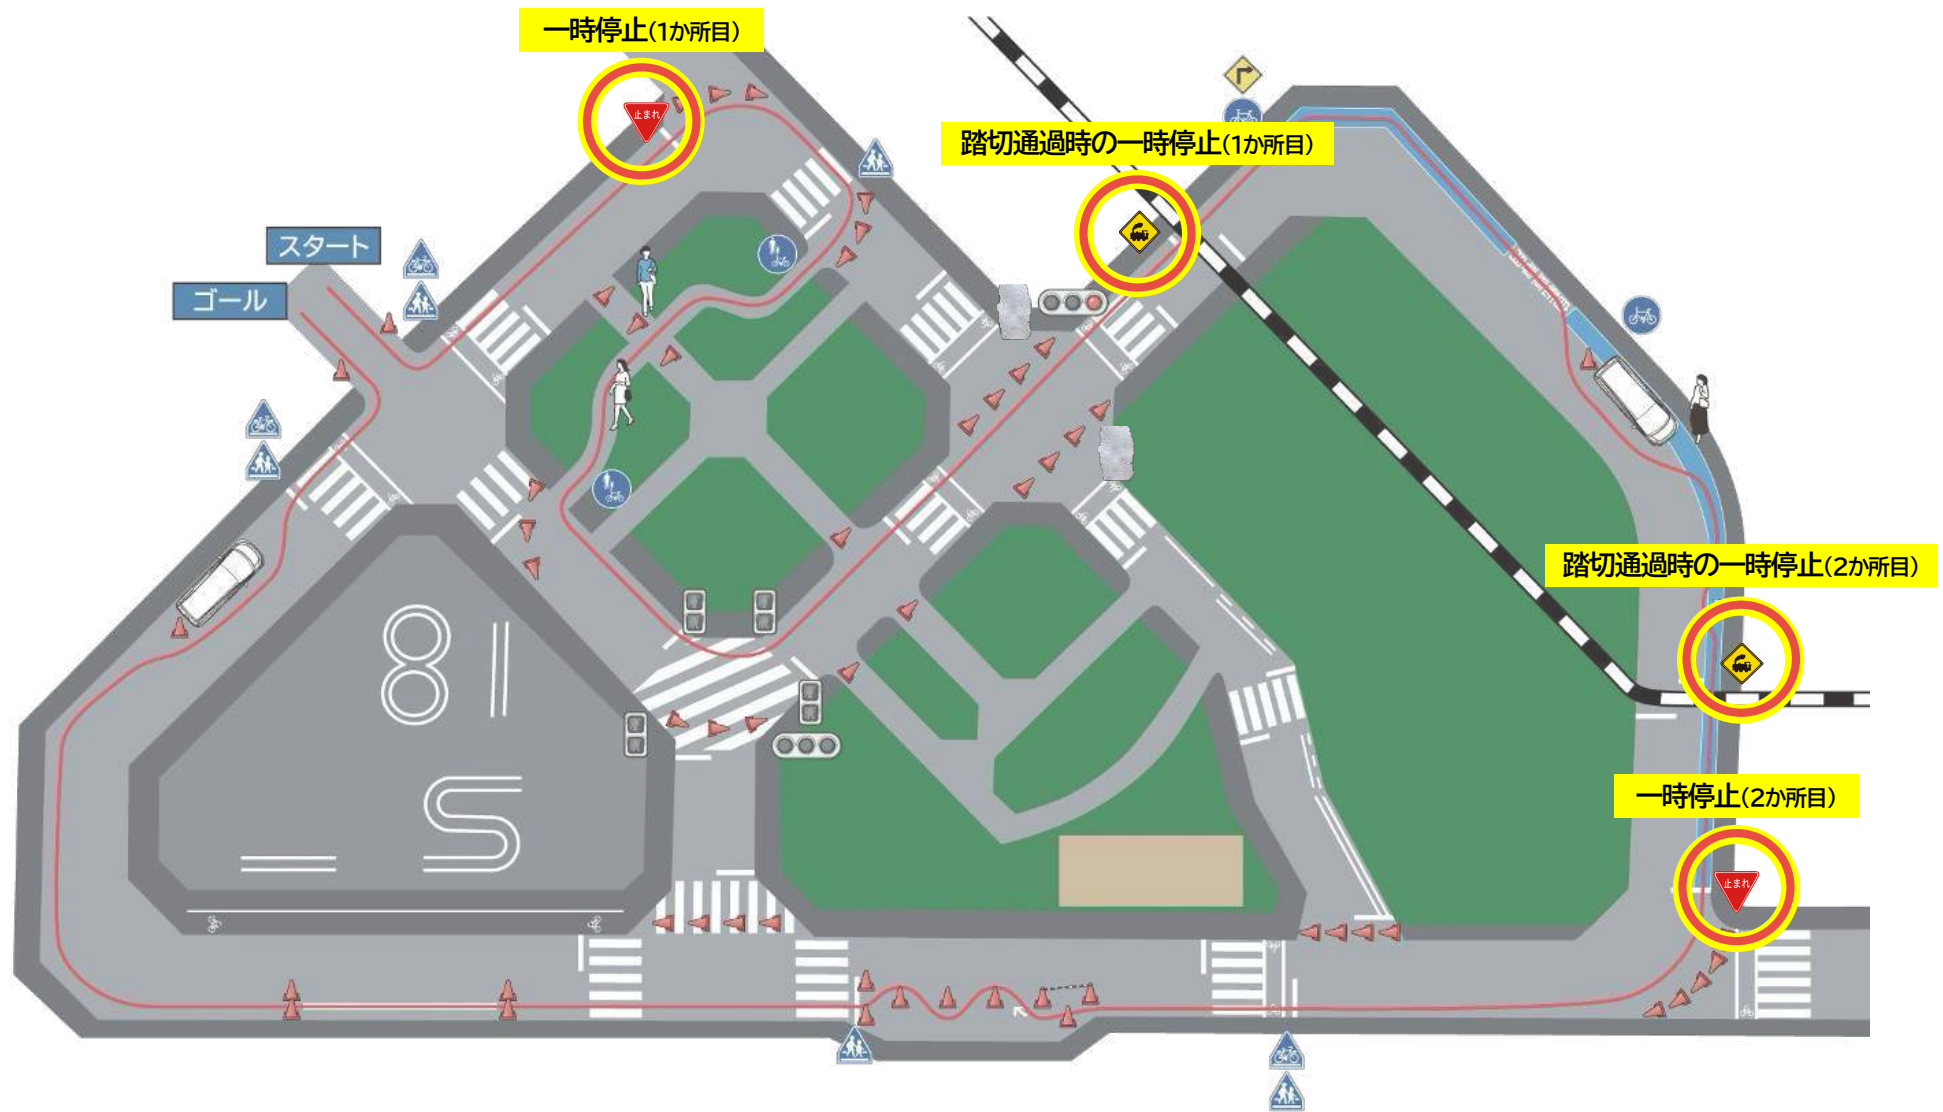 一時停止(1か所目)
止まれ
踏切通過時の一時停止(1か所目)
スタート
ゴール
踏切通過時の一時停止(2か所目)
一時停止(2か所目)
止まれ